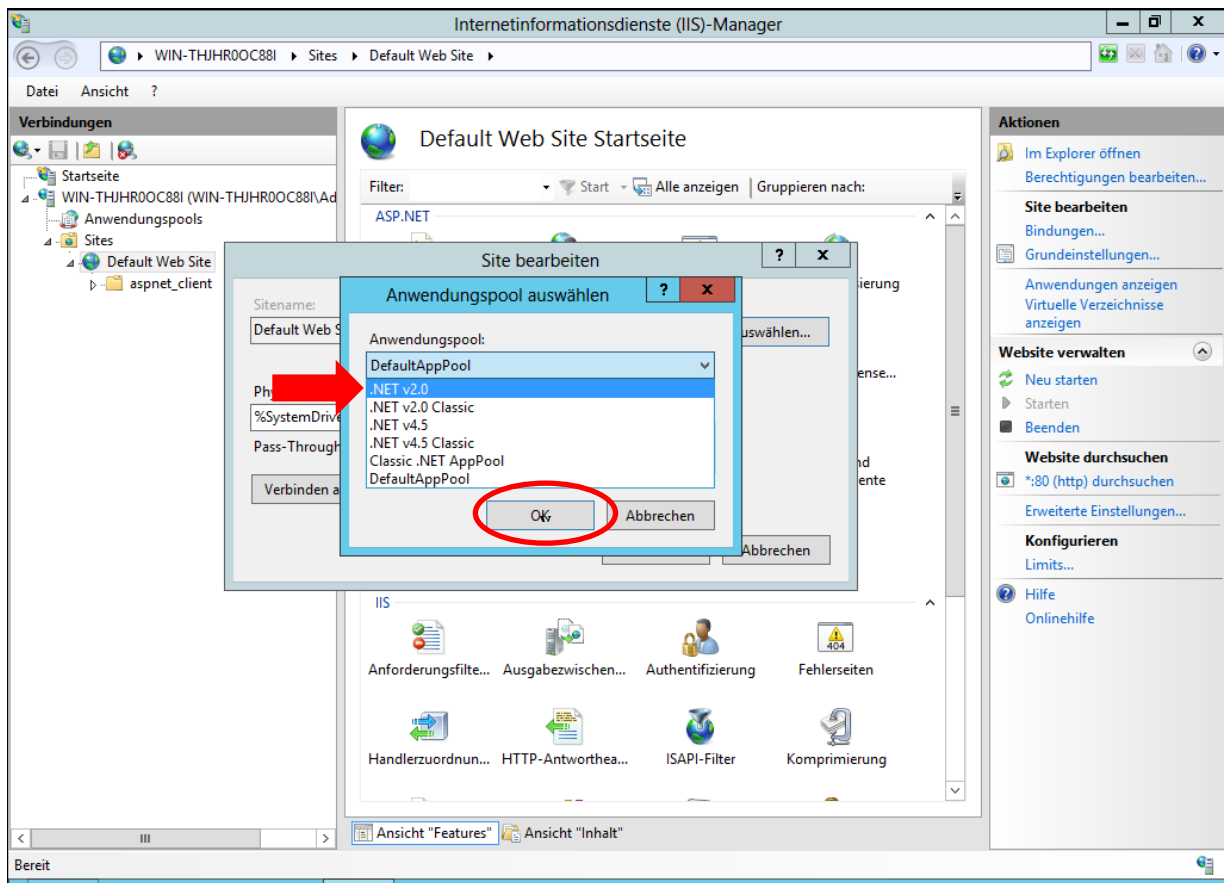 Internetinformationsdienste (IIS)-Manager
WIN-THJHR0OC88I Sites Default Web Site
Datei Ansicht ?
Verbindungen
Startseite
WIN-THJHR0OC88I (WIN-THJHR0OC88I\Ad
Anwendungspools
Sites
Default Web Site
aspnet_client
Default Web Site Startseite
Filter: Start Alle anzeigen Gruppieren nach:
ASP.NET
Site bearbeiten
? x
Sitename:
Default Web S
uswählen...
Ph
%SystemDrive
Pass-Through
Verbinden a
Abbrechen
Anwendungspool auswählen
? x
Anwendungspool:
DefaultAppPool
.NET v2.0
.NET v2.0 Classic
.NET v4.5
.NET v4.5 Classic
Classic .NET AppPool
DefaultAppPool
OK Abbrechen
ierung
ense...
nd
ente
IIS
Anforderungsfilte... Ausgabezwischen... Authentifizierung Fehlerseiten
404
Handlerzuordnun... HTTP-Antworthea... ISAPI-Filter Komprimierung
Ansicht "Features" Ansicht "Inhalt"
Aktionen
Im Explorer öffnen
Berechtigungen bearbeiten...
Site bearbeiten
Bindungen...
Grundeinstellungen...
Anwendungen anzeigen
Virtuelle Verzeichnisse
anzeigen
Website verwalten
Neu starten
Starten
Beenden
Website durchsuchen
*:80 (http) durchsuchen
Erweiterte Einstellungen...
Konfigurieren
Limits...
Hilfe
Onlinehilfe
Bereit